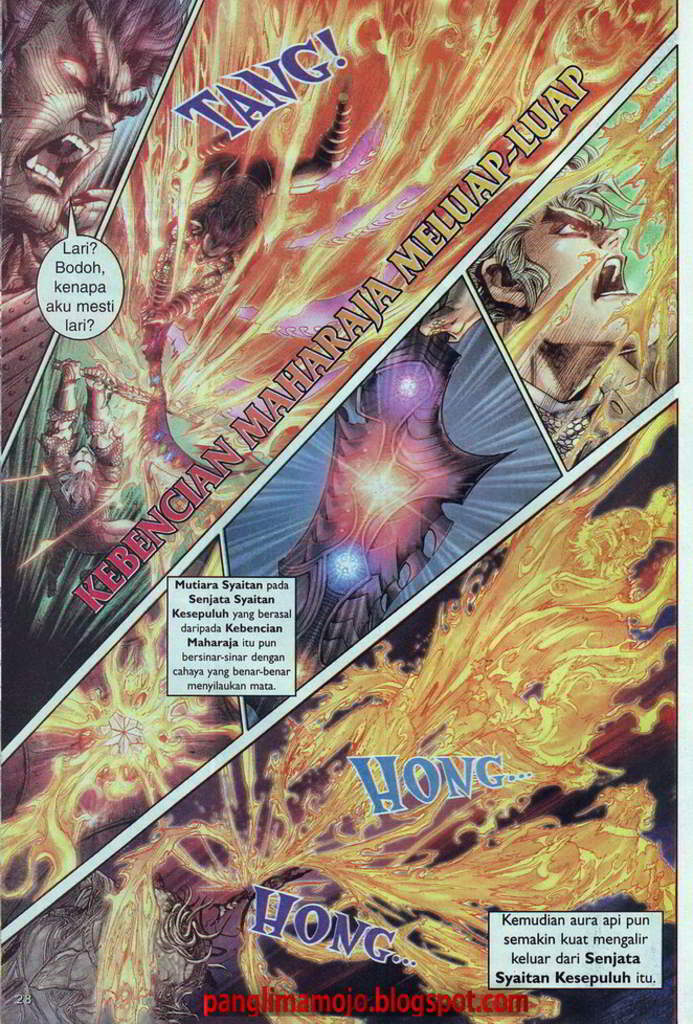 TANG!
Lari?
Bodoh,
kenapa
aku mesti
lari?
KEBENCIAN MAHARAJA MELUAP-LUAP
Mutiara Syaitan pada
Senjata Syaitan
Kesepuluh yang berasal
daripada Kebencian
Maharaja itu pun
bersinar-sinar dengan
cahaya yang benar-benar
menyilaukan mata.
HONG...
HONG...
Kemudian aura api pun
semakin kuat mengalir
keluar dari Senjata
Syaitan Kesepuluh itu.
28
panglimamojo.blogspot.com